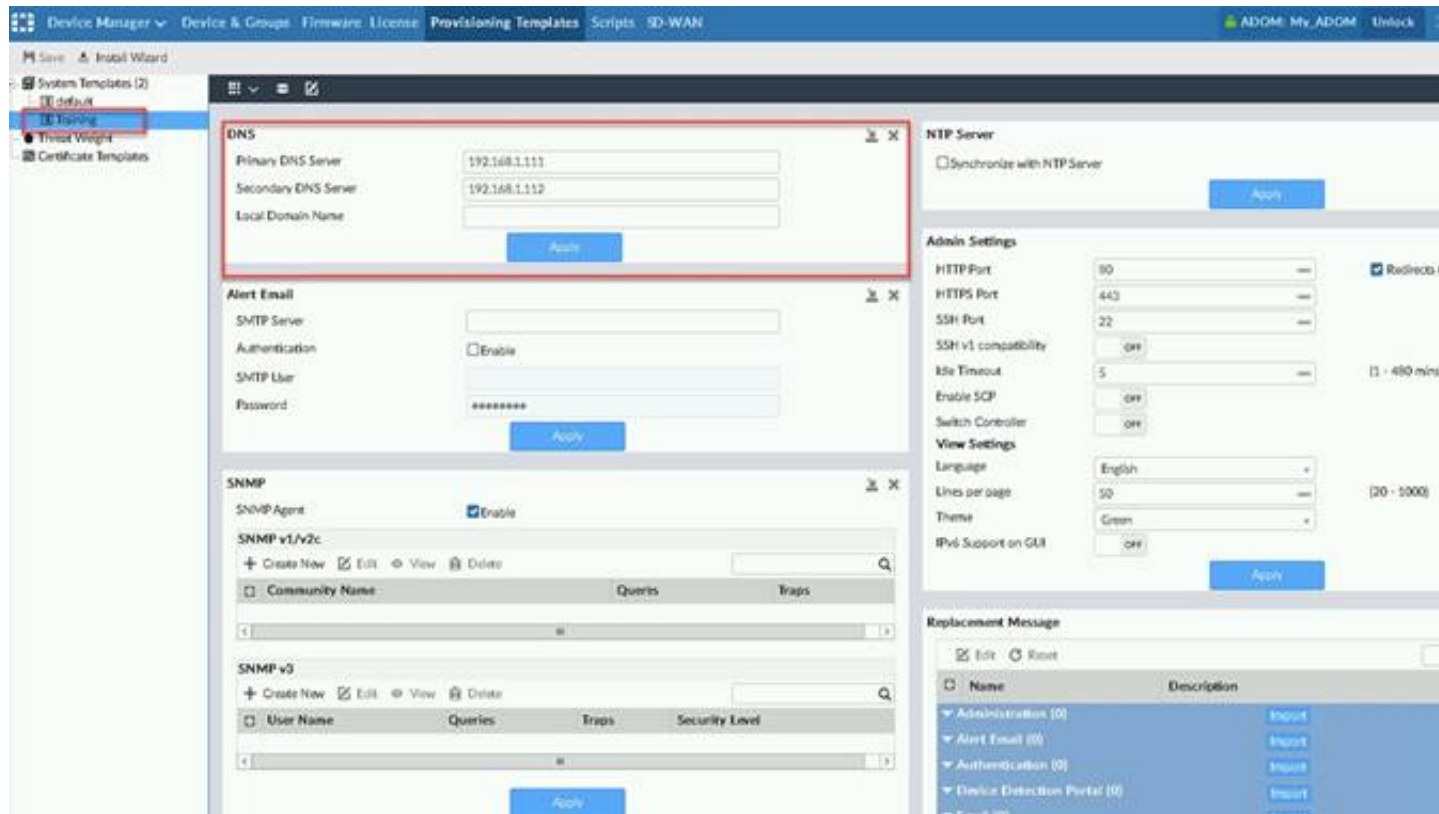 Device Manager Device & Groups Firmware License Provisioning Templates Scripts SD-WAN ADOM: My_ADOM Unlock
Save Install Wizard
System Templates (2)
default
Training
Threat Weight
Certificate Templates
DNS
Primary DNS Server 192.168.1.111
Secondary DNS Server 192.168.1.112
Local Domain Name
Apply
Alert Email
SMTP Server
Authentication Enable
SMTP User
Password ********
Apply
SNMP
SNMP Agent Enable
SNMP v1/v2c
Create New Edit View Delete
Community Name Queries Traps
SNMP v3
Create New Edit View Delete
User Name Queries Traps Security Level
Apply
NTP Server
Synchronize with NTP Server
Apply
Admin Settings
HTTP Port 80 Redirects
HTTPS Port 443
SSH Port 22
SSH v1 compatibility OFF
Idle Timeout 5 (1 - 480 mins
Enable SCP OFF
Switch Controller OFF
View Settings
Language English
Lines per page 50 (20 - 1000)
Theme Green
IPv6 Support on GUI OFF
Apply
Replacement Message
Edit Reset
Name Description
Administration (0) Import
Alert Email (0) Import
Authentication (0) Import
Device Detection Portal (0) Import